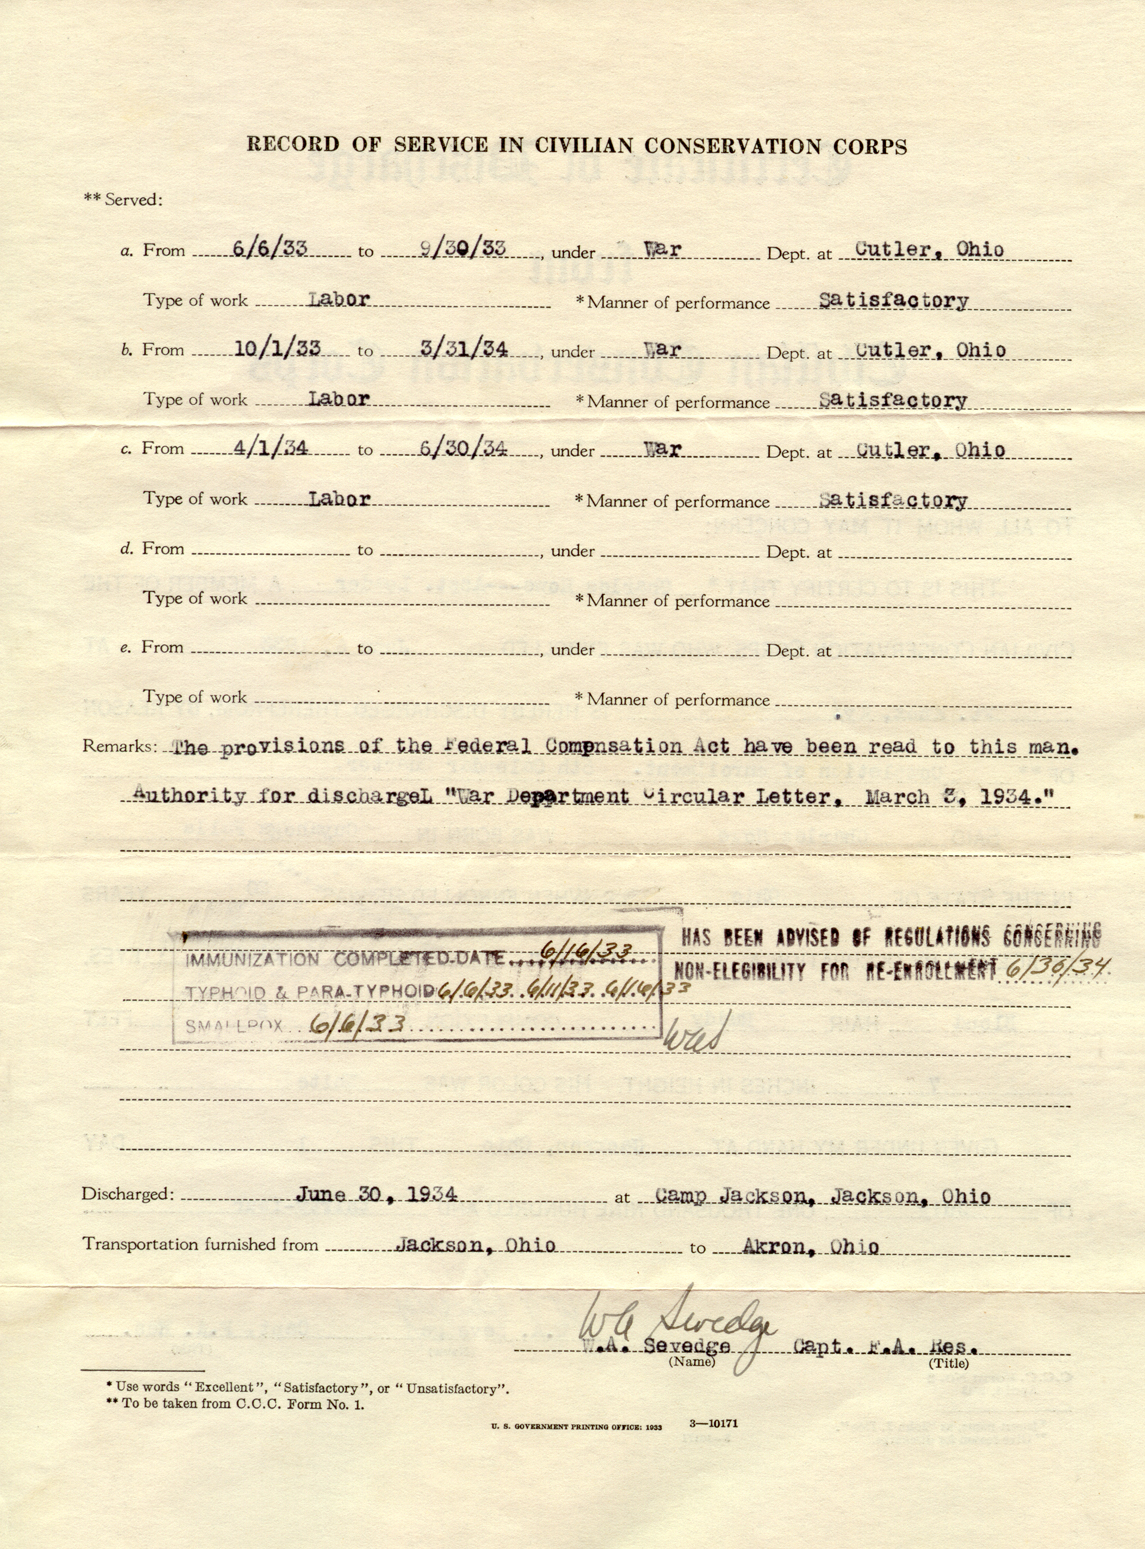 RECORD OF SERVICE IN CIVILIAN CONSERVATION CORPS
** Served:
a. From 6/6/33 to 9/30/33, under War Dept. at Cutler, Ohio
Type of work Labor * Manner of performance Satisfactory
b. From 10/1/33 to 3/31/34, under War Dept. at Cutler, Ohio
Type of work Labor * Manner of performance Satisfactory
c. From 4/1/34 to 6/30/34, under War Dept. at Cutler, Ohio
Type of work Labor * Manner of performance Satisfactory
d. From to , under Dept. at
Type of work * Manner of performance
e. From to , under Dept. at
Type of work * Manner of performance
Remarks: The provisions of the Federal Compnsation Act have been read to this man.
Authority for dischargeL "War Department Circular Letter, March 3, 1934."
HAS BEEN ADVISED OF REGULATIONS CONCERNING
NON-ELEGIBILITY FOR RE-ENROLLMENT 6/30/34.
IMMUNIZATION COMPLETED-DATE 6/16/33
TYPHOID & PARA-TYPHOID 6/6/33 6/11/33 6/16/33
SMALLPOX 6/6/33
was
Discharged: June 30, 1934 at Camp Jackson, Jackson, Ohio
Transportation furnished from Jackson, Ohio to Akron, Ohio
WA Sevedge
W.A. Sevedge Capt. F.A. Res.
(Name) (Title)
* Use words "Excellent", "Satisfactory", or "Unsatisfactory".
** To be taken from C.C.C. Form No. 1.
U. S. GOVERNMENT PRINTING OFFICE: 1933 3—10171